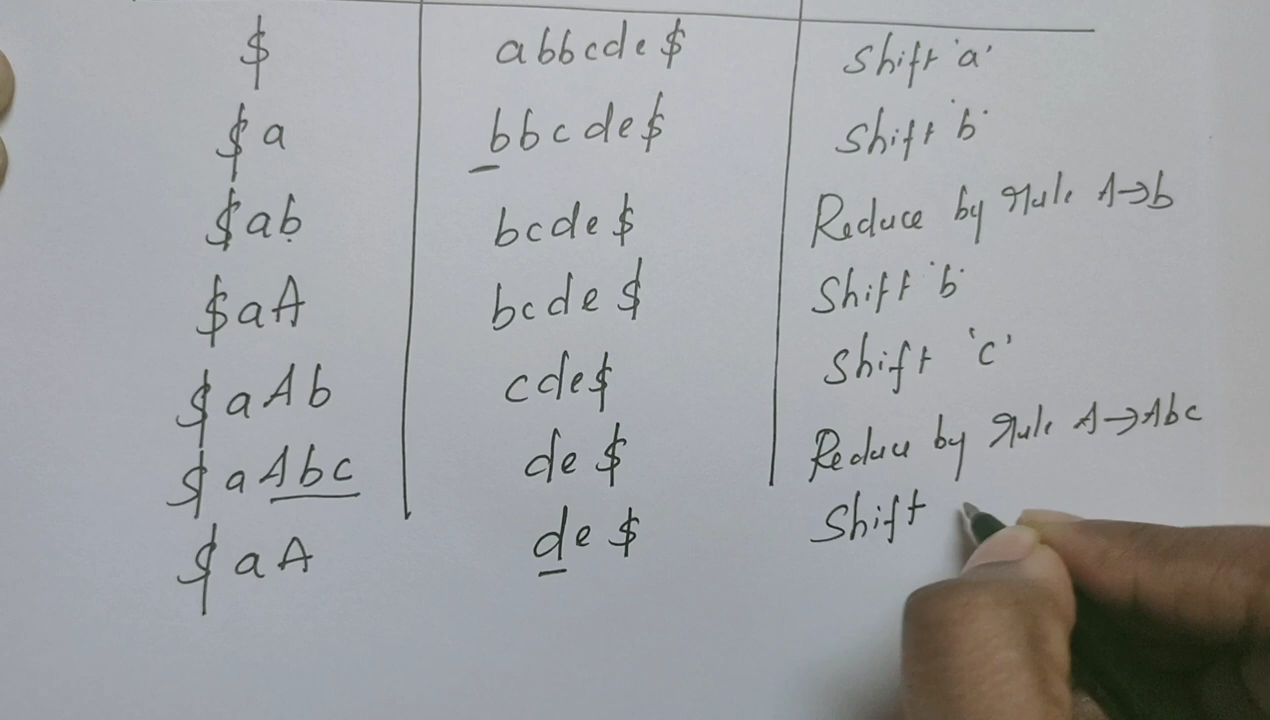 $ abbcde$ Shift 'a'
$a bbcde$ Shift 'b'
$ab bcde$ Reduce by rule A→b
$aA bcde$ Shift 'b'
$aAb cde$ Shift 'c'
$aAbc de$ Reduce by rule A→Abc
$aA de$ Shift